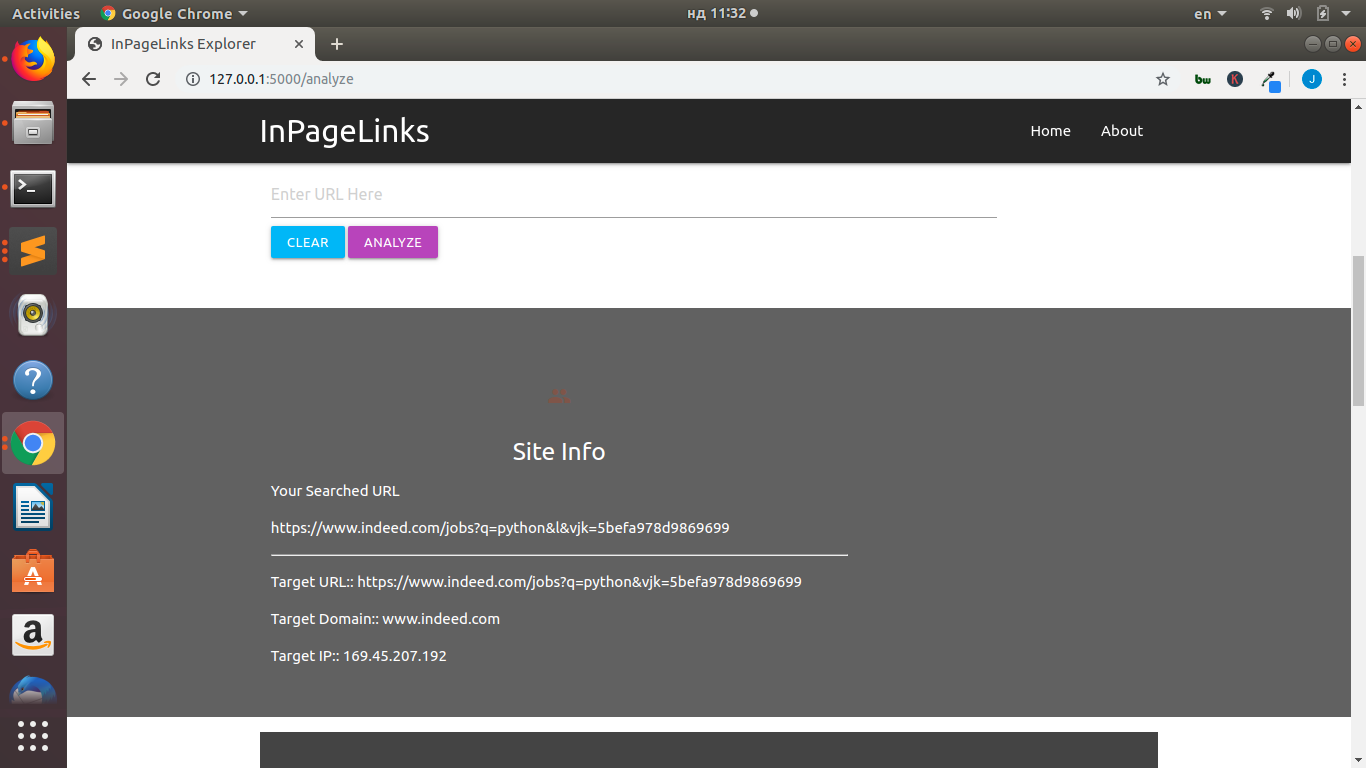 Activities Google Chrome нд 11:32 en
InPageLinks Explorer
127.0.0.1:5000/analyze bw K J
InPageLinks Home About
Enter URL Here
CLEAR ANALYZE
Site Info
Your Searched URL
https://www.indeed.com/jobs?q=python&l&vjk=5befa978d9869699
Target URL:: https://www.indeed.com/jobs?q=python&vjk=5befa978d9869699
Target Domain:: www.indeed.com
Target IP:: 169.45.207.192